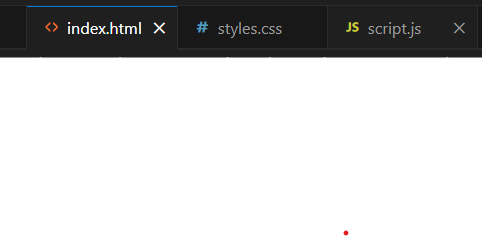 <> index.html × # styles.css JS script.js ×